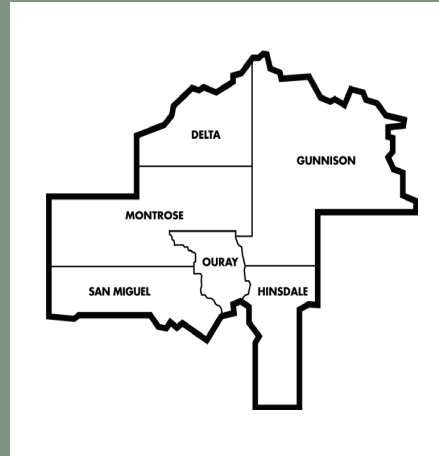 DELTA
GUNNISON
MONTROSE
OURAY
SAN MIGUEL
HINSDALE